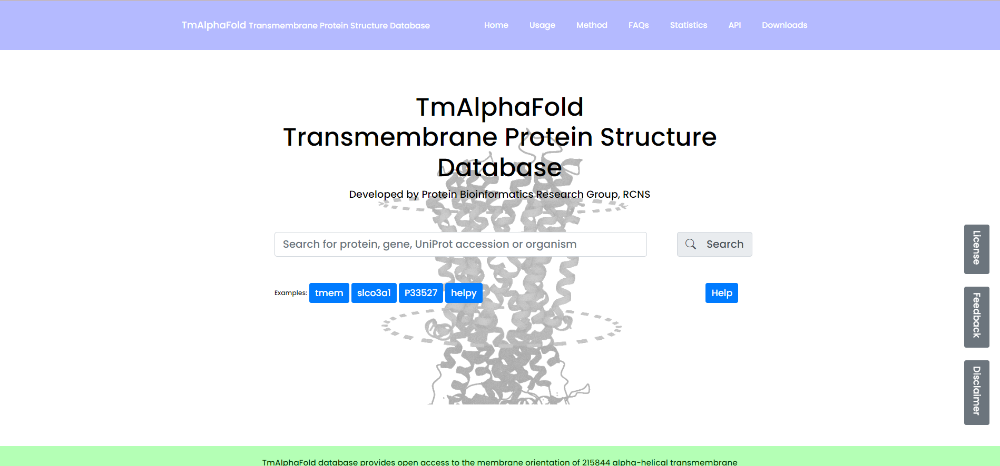 TmAlphaFold Transmembrane Protein Structure Database
Home Usage Method FAQs Statistics API Downloads
TmAlphaFold
Transmembrane Protein Structure
Database
Developed by Protein Bioinformatics Research Group, RCNS
Search for protein, gene, UniProt accession or organism
Search
Examples: tmem slco3a1 P33527 helpy
Help
License
Feedback
Disclaimer
TmAlphaFold database provides open access to the membrane orientation of 215844 alpha-helical transmembrane